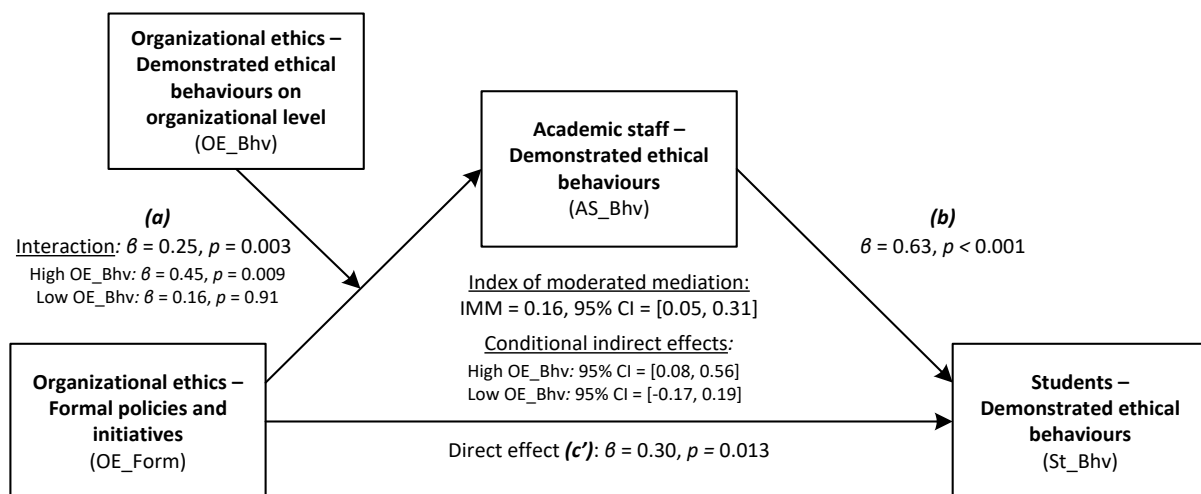 Organizational ethics –
Demonstrated ethical
behaviours on
organizational level
(OE_Bhv)
Academic staff –
Demonstrated ethical
behaviours
(AS_Bhv)
(a)
Interaction: β = 0.25, p = 0.003
High OE_Bhv: β = 0.45, p = 0.009
Low OE_Bhv: β = 0.16, p = 0.91
(b)
β = 0.63, p < 0.001
Index of moderated mediation:
IMM = 0.16, 95% CI = [0.05, 0.31]
Conditional indirect effects:
High OE_Bhv: 95% CI = [0.08, 0.56]
Low OE_Bhv: 95% CI = [-0.17, 0.19]
Organizational ethics –
Formal policies and
initiatives
(OE_Form)
Students –
Demonstrated ethical
behaviours
(St_Bhv)
Direct effect (c’): β = 0.30, p = 0.013